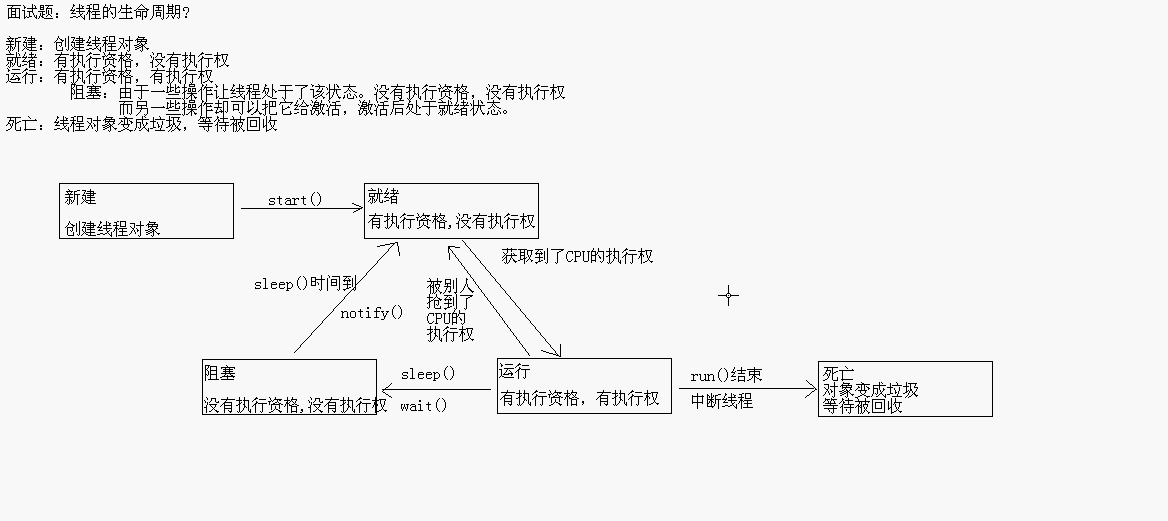 面试题：线程的生命周期?
新建：创建线程对象
就绪：有执行资格，没有执行权
运行：有执行资格，有执行权
阻塞：由于一些操作让线程处于了该状态。没有执行资格，没有执行权
而另一些操作却可以把它给激活，激活后处于就绪状态。
死亡：线程对象变成垃圾，等待被回收
新建
创建线程对象
start()
就绪
有执行资格,没有执行权
获取到了CPU的执行权
sleep()时间到
notify()
被别人
抢到了
CPU的
执行权
阻塞
没有执行资格,没有执行权
sleep()
wait()
运行
有执行资格，有执行权
run()结束
中断线程
死亡
对象变成垃圾
等待被回收